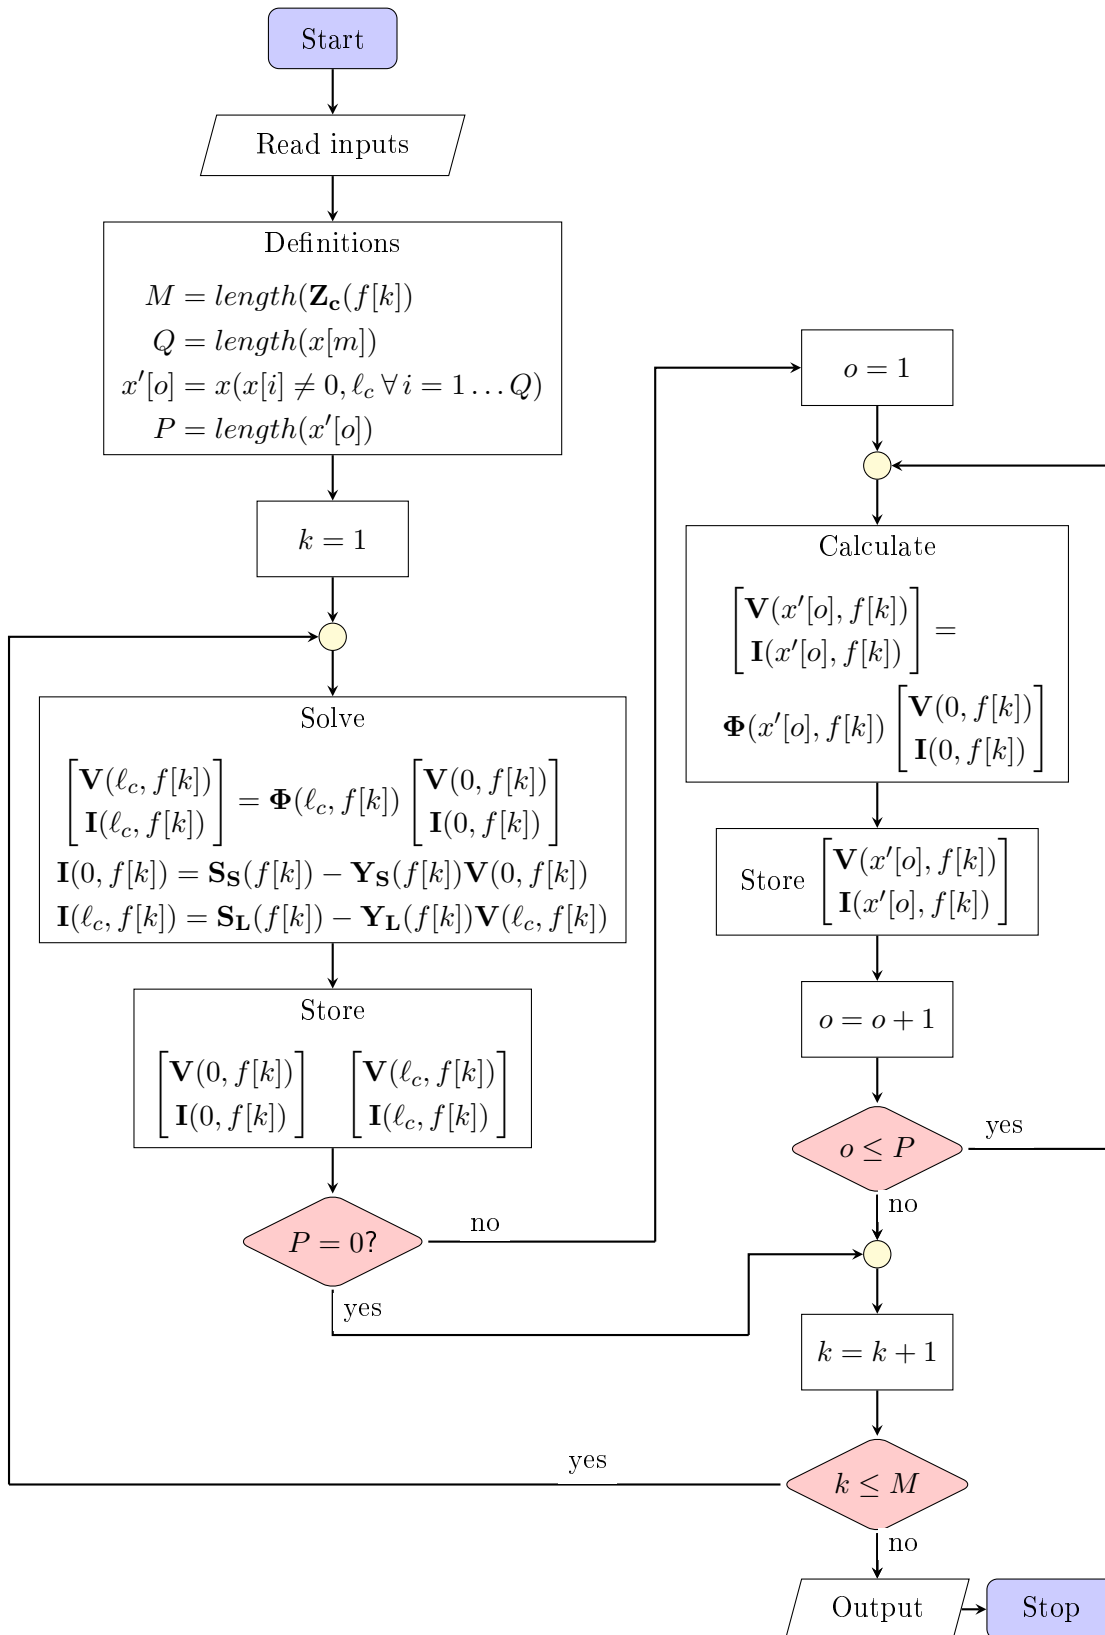 Start
Read inputs
Definitions
M = length(Z_c(f[k])
Q = length(x[m])
x′[o] = x(x[i] ≠ 0, ℓ_c ∀ i = 1 … Q)
P = length(x′[o])
k = 1
Solve
[V(ℓ_c, f[k]) I(ℓ_c, f[k])] = Φ(ℓ_c, f[k]) [V(0, f[k]) I(0, f[k])]
I(0, f[k]) = S_S(f[k]) − Y_S(f[k])V(0, f[k])
I(ℓ_c, f[k]) = S_L(f[k]) − Y_L(f[k])V(ℓ_c, f[k])
Store
[V(0, f[k]) I(0, f[k])] [V(ℓ_c, f[k]) I(ℓ_c, f[k])]
P = 0?
no
yes
o = 1
Calculate
[V(x′[o], f[k]) I(x′[o], f[k])] =
Φ(x′[o], f[k]) [V(0, f[k]) I(0, f[k])]
Store [V(x′[o], f[k]) I(x′[o], f[k])]
o = o + 1
o ≤ P
yes
no
k = k + 1
k ≤ M
yes
no
Output
Stop